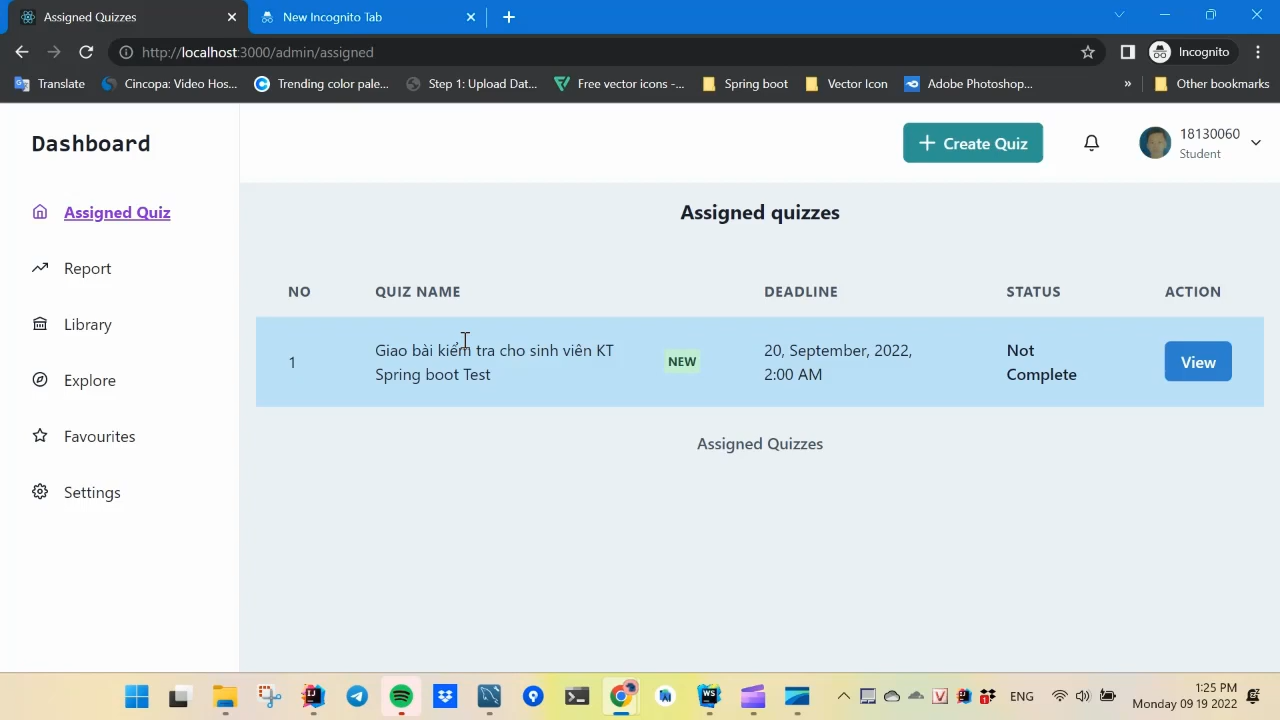 Assigned Quizzes
New Incognito Tab
http://localhost:3000/admin/assigned
Incognito
Translate
Cincopa: Video Hos...
Trending color pale...
Step 1: Upload Dat...
Free vector icons -...
Spring boot
Vector Icon
Adobe Photoshop...
»
Other bookmarks
Dashboard
Create Quiz
18130060
Student
Assigned Quiz
Report
Library
Explore
Favourites
Settings
Assigned quizzes
NO
QUIZ NAME
DEADLINE
STATUS
ACTION
1
Giao bài kiểm tra cho sinh viên KT
Spring boot Test
NEW
20, September, 2022,
2:00 AM
Not
Complete
View
Assigned Quizzes
ENG
1:25 PM
Monday 09 19 2022